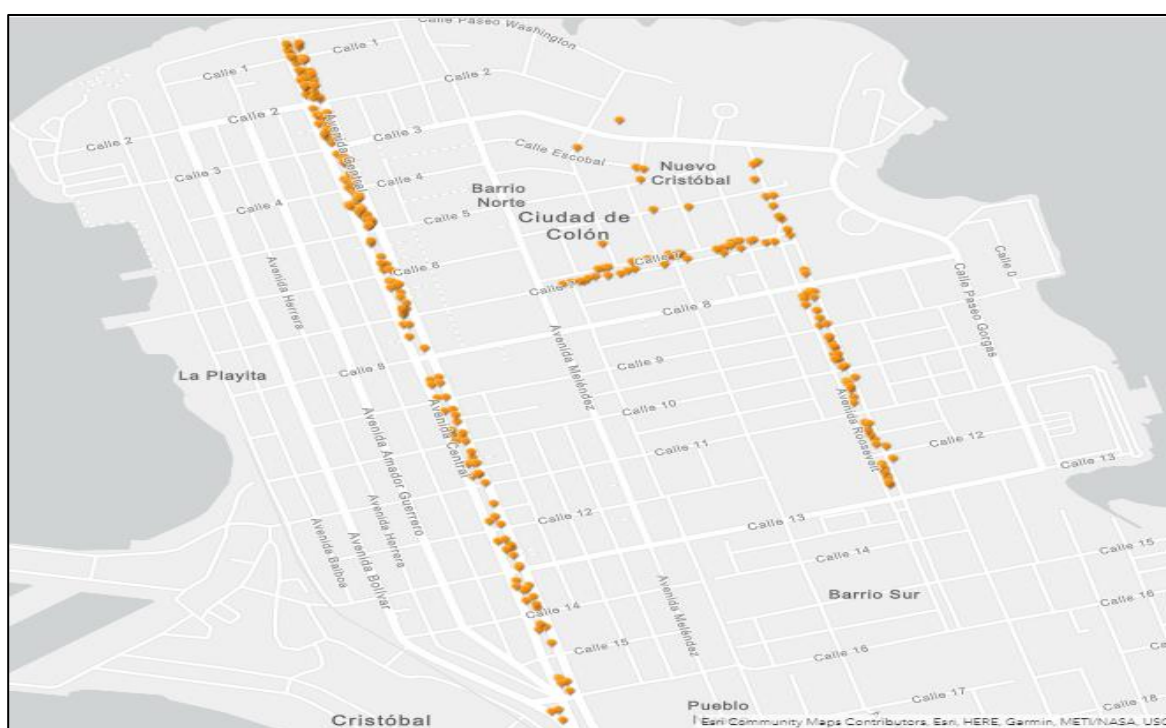 Calle Paseo Washington
Calle 1
Calle 1
Calle 2
Calle 2
Calle 2
Avenida Central
Calle 3
Calle 3
Calle Escobal
Calle 4
Calle 4
Barrio
Norte
Nuevo
Cristóbal
Calle 5
Ciudad de
Colón
Calle 6
Calle 7
Calle 0
Calle Paseo Gorgas
Avenida Herrera
Calle 8
Calle 8
La Playita
Avenida Meléndez
Calle 9
Calle 10
Avenida Central
Avenida Roosevelt
Calle 11
Calle 12
Calle 13
Avenida Amador Guerrero
Calle 12
Calle 13
Avenida Herrera
Avenida Balboa
Avenida Bolívar
Calle 14
Calle 15
Avenida Meléndez
Barrio Sur
Calle 16
Calle 14
Calle 15
Calle 16
Calle 17
Calle 18
Cristóbal
Pueblo
Esri Community Maps Contributors, Esri, HERE, Garmin, METI/NASA, USG